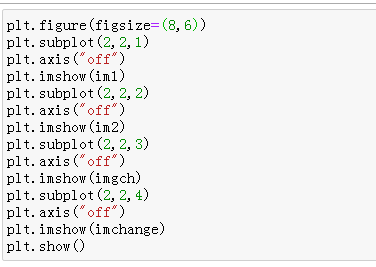 plt.figure(figsize=(8,6))
plt.subplot(2,2,1)
plt.axis("off")
plt.imshow(im1)
plt.subplot(2,2,2)
plt.axis("off")
plt.imshow(im2)
plt.subplot(2,2,3)
plt.axis("off")
plt.imshow(imgch)
plt.subplot(2,2,4)
plt.axis("off")
plt.imshow(imchange)
plt.show()